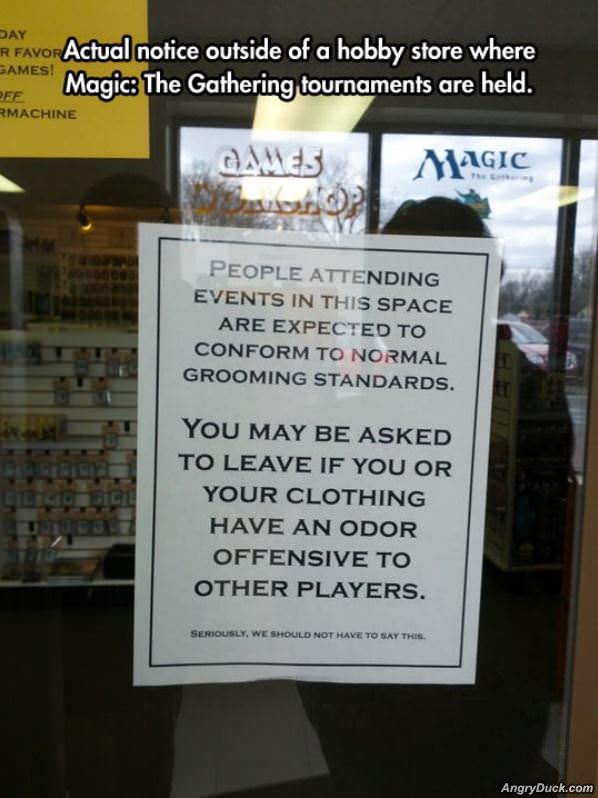 DAY
R FAVOR
GAMES!
OFF
RMACHINE
Actual notice outside of a hobby store where
Magic: The Gathering tournaments are held.
GAMES
WORKSHOP
MAGIC
The Gathering
PEOPLE ATTENDING
EVENTS IN THIS SPACE
ARE EXPECTED TO
CONFORM TO NORMAL
GROOMING STANDARDS.
YOU MAY BE ASKED
TO LEAVE IF YOU OR
YOUR CLOTHING
HAVE AN ODOR
OFFENSIVE TO
OTHER PLAYERS.
SERIOUSLY, WE SHOULD NOT HAVE TO SAY THIS.
AngryDuck.com